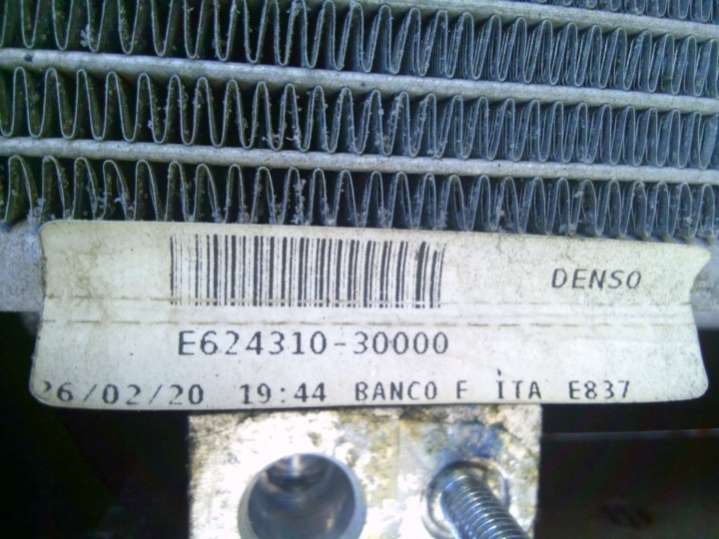 DENSO
E624310-30000
26/02/20 19:44 BANCO F ITA E837